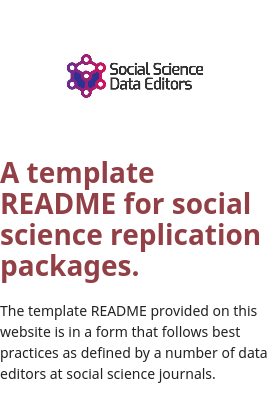 Social Science
Data Editors
A template
README for social
science replication
packages.
The template README provided on this
website is in a form that follows best
practices as defined by a number of data
editors at social science journals.